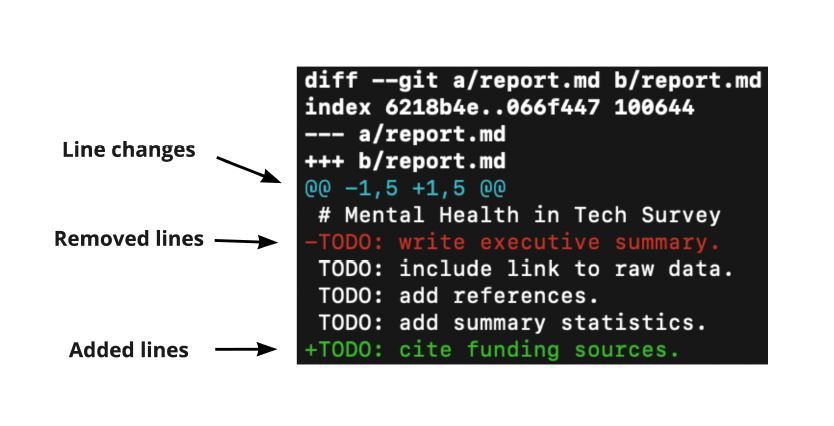 diff --git a/report.md b/report.md
index 6218b4e..066f447 100644
--- a/report.md
+++ b/report.md
Line changes
@@ -1,5 +1,5 @@
# Mental Health in Tech Survey
Removed lines
-TODO: write executive summary.
TODO: include link to raw data.
TODO: add references.
TODO: add summary statistics.
Added lines
+TODO: cite funding sources.